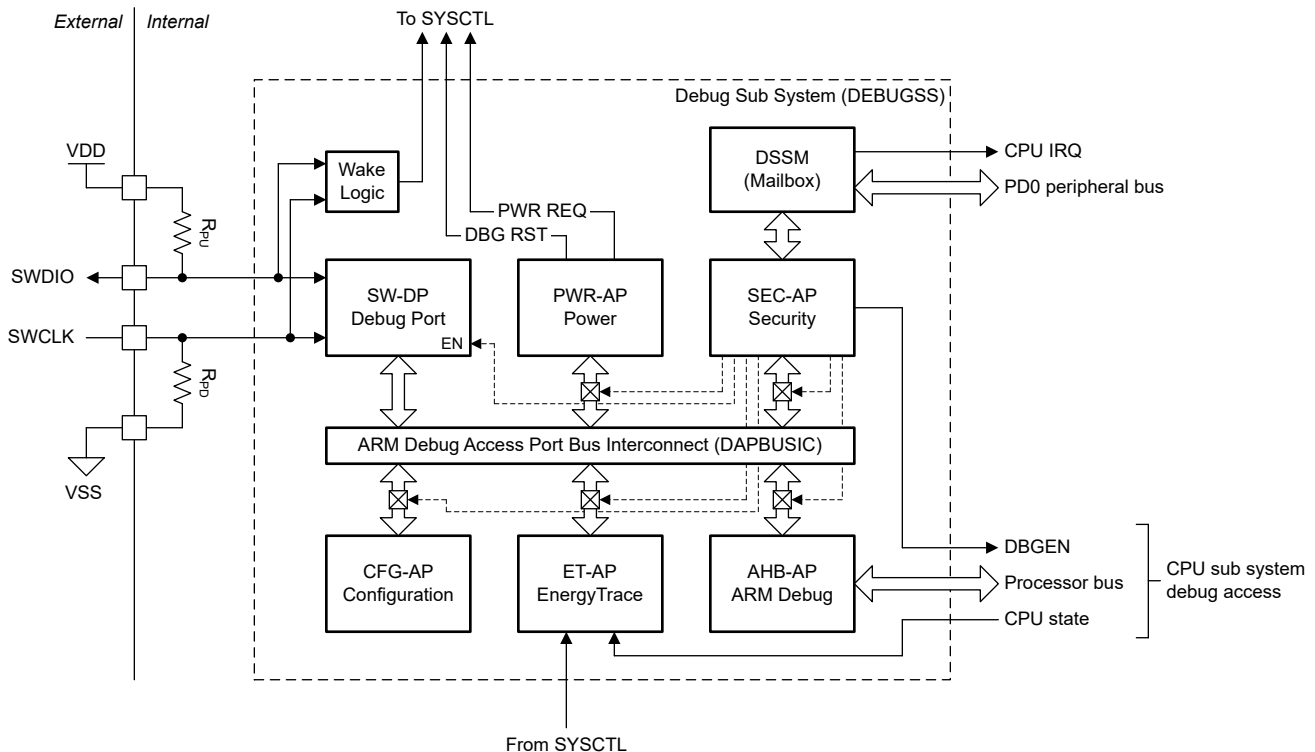 External
Internal
To SYSCTL
Debug Sub System (DEBUGSS)
VDD
Wake
Logic
DSSM
(Mailbox)
CPU IRQ
PD0 peripheral bus
RPU
PWR REQ
DBG RST
SWDIO
SW-DP
Debug Port
EN
PWR-AP
Power
SEC-AP
Security
SWCLK
RPD
ARM Debug Access Port Bus Interconnect (DAPBUSIC)
VSS
CFG-AP
Configuration
ET-AP
EnergyTrace
AHB-AP
ARM Debug
DBGEN
Processor bus
CPU state
CPU sub system
debug access
From SYSCTL